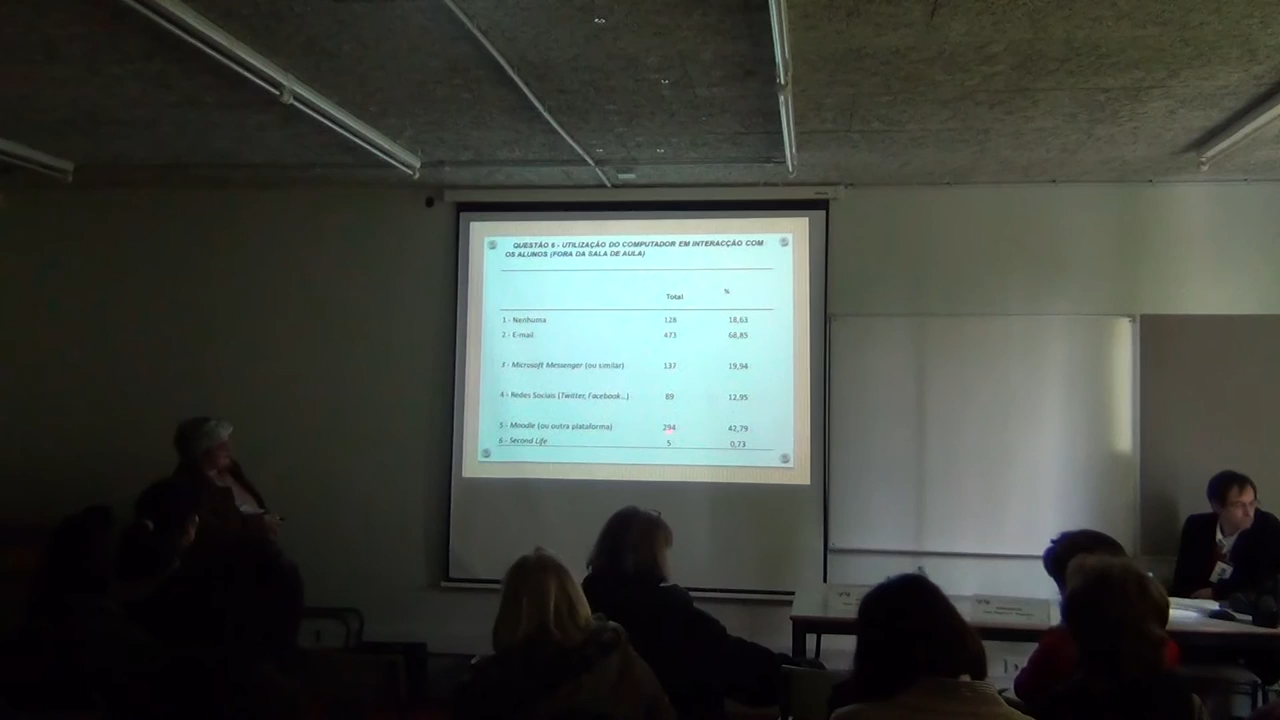 QUESTÃO 6 - UTILIZAÇÃO DO COMPUTADOR EM INTERACÇÃO COM
OS ALUNOS (FORA DA SALA DE AULA)
Total %
1 - Nenhuma 128 18,63
2 - E-mail 473 68,85
3 - Microsoft Messenger (ou similar) 137 19,94
4 - Redes Sociais (Twitter, Facebook...) 89 12,95
5 - Moodle (ou outra plataforma) 294 42,79
6 - Second Life 5 0,73